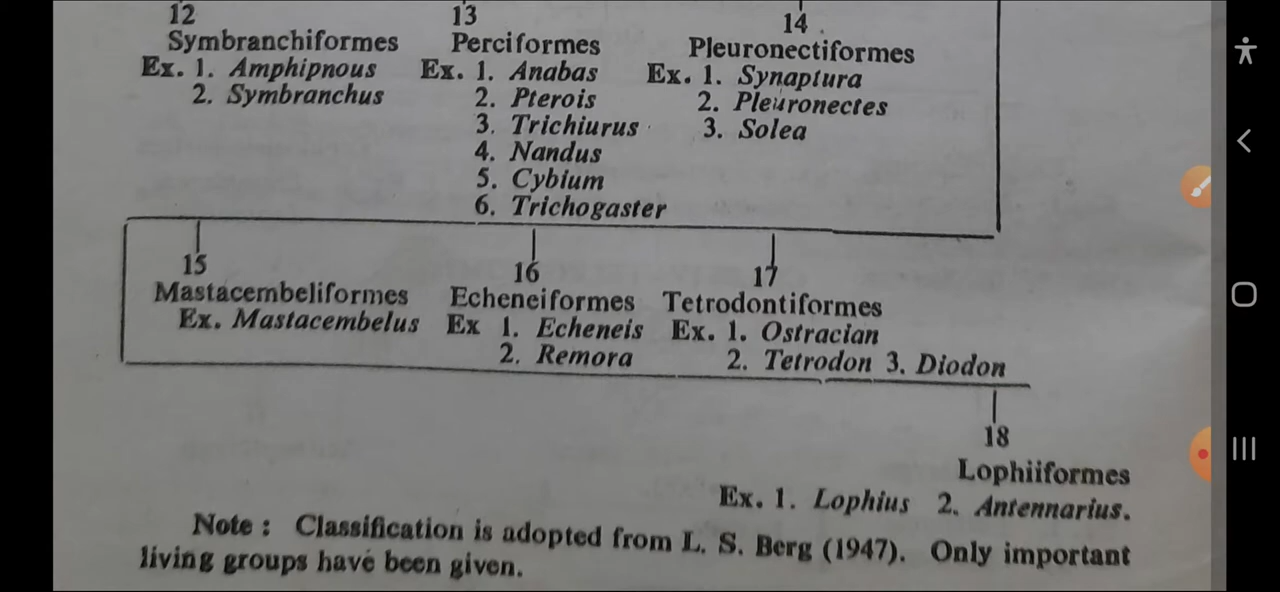 12 13 14
Symbranchiformes Perciformes Pleuronectiformes
Ex. 1. Amphipnous Ex. 1. Anabas Ex. 1. Synaptura
2. Symbranchus 2. Pterois 2. Pleuronectes
3. Trichiurus 3. Solea
4. Nandus
5. Cybium
6. Trichogaster
15 16 17
Mastacembeliformes Echeneiformes Tetrodontiformes
Ex. Mastacembelus Ex 1. Echeneis Ex. 1. Ostracian
2. Remora 2. Tetrodon 3. Diodon
18
Lophiiformes
Ex. 1. Lophius 2. Antennarius.
Note : Classification is adopted from L. S. Berg (1947). Only important
living groups have been given.